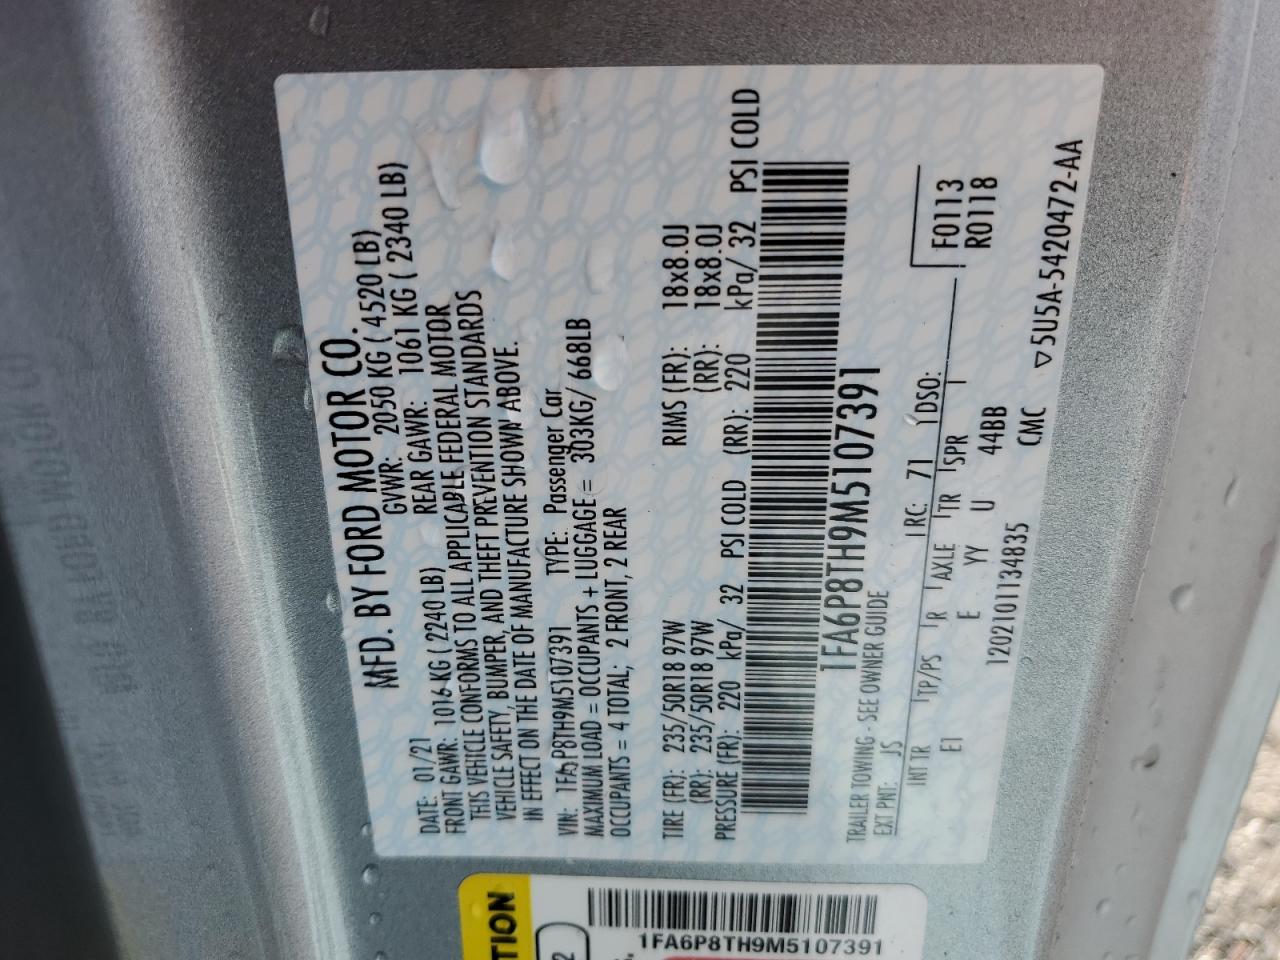 MFD. BY FORD MOTOR CO.
DATE: 01/21 GVWR: 2050 KG ( 4520 LB)
FRONT GAWR: 1016 KG ( 2240 LB) REAR GAWR: 1061 KG ( 2340 LB)
THIS VEHICLE CONFORMS TO ALL APPLICABLE FEDERAL MOTOR
VEHICLE SAFETY, BUMPER, AND THEFT PREVENTION STANDARDS
IN EFFECT ON THE DATE OF MANUFACTURE SHOWN ABOVE.
VIN: 1FA6P8TH9M5107391 TYPE: Passenger Car
MAXIMUM LOAD = OCCUPANTS + LUGGAGE = 303KG/ 668LB
OCCUPANTS = 4 TOTAL; 2 FRONT, 2 REAR
TIRE (FR): 235/50R18 97W RIMS (FR): 18x8.0J
(RR): 235/50R18 97W (RR): 18x8.0J
PRESSURE (FR): 220 kPa/ 32 PSI COLD (RR): 220 kPa/ 32 PSI COLD
1FA6P8TH9M5107391
TRAILER TOWING - SEE OWNER GUIDE
EXT PNT: JS RC: 71 DSO:
INT TR TP/PS R AXLE TR SPR
EI E YY U 44BB
F0113
R0118
120210113483​5 CMC ▽5U5A-5420472-AA
TION
2
1FA6P8TH9M5107391